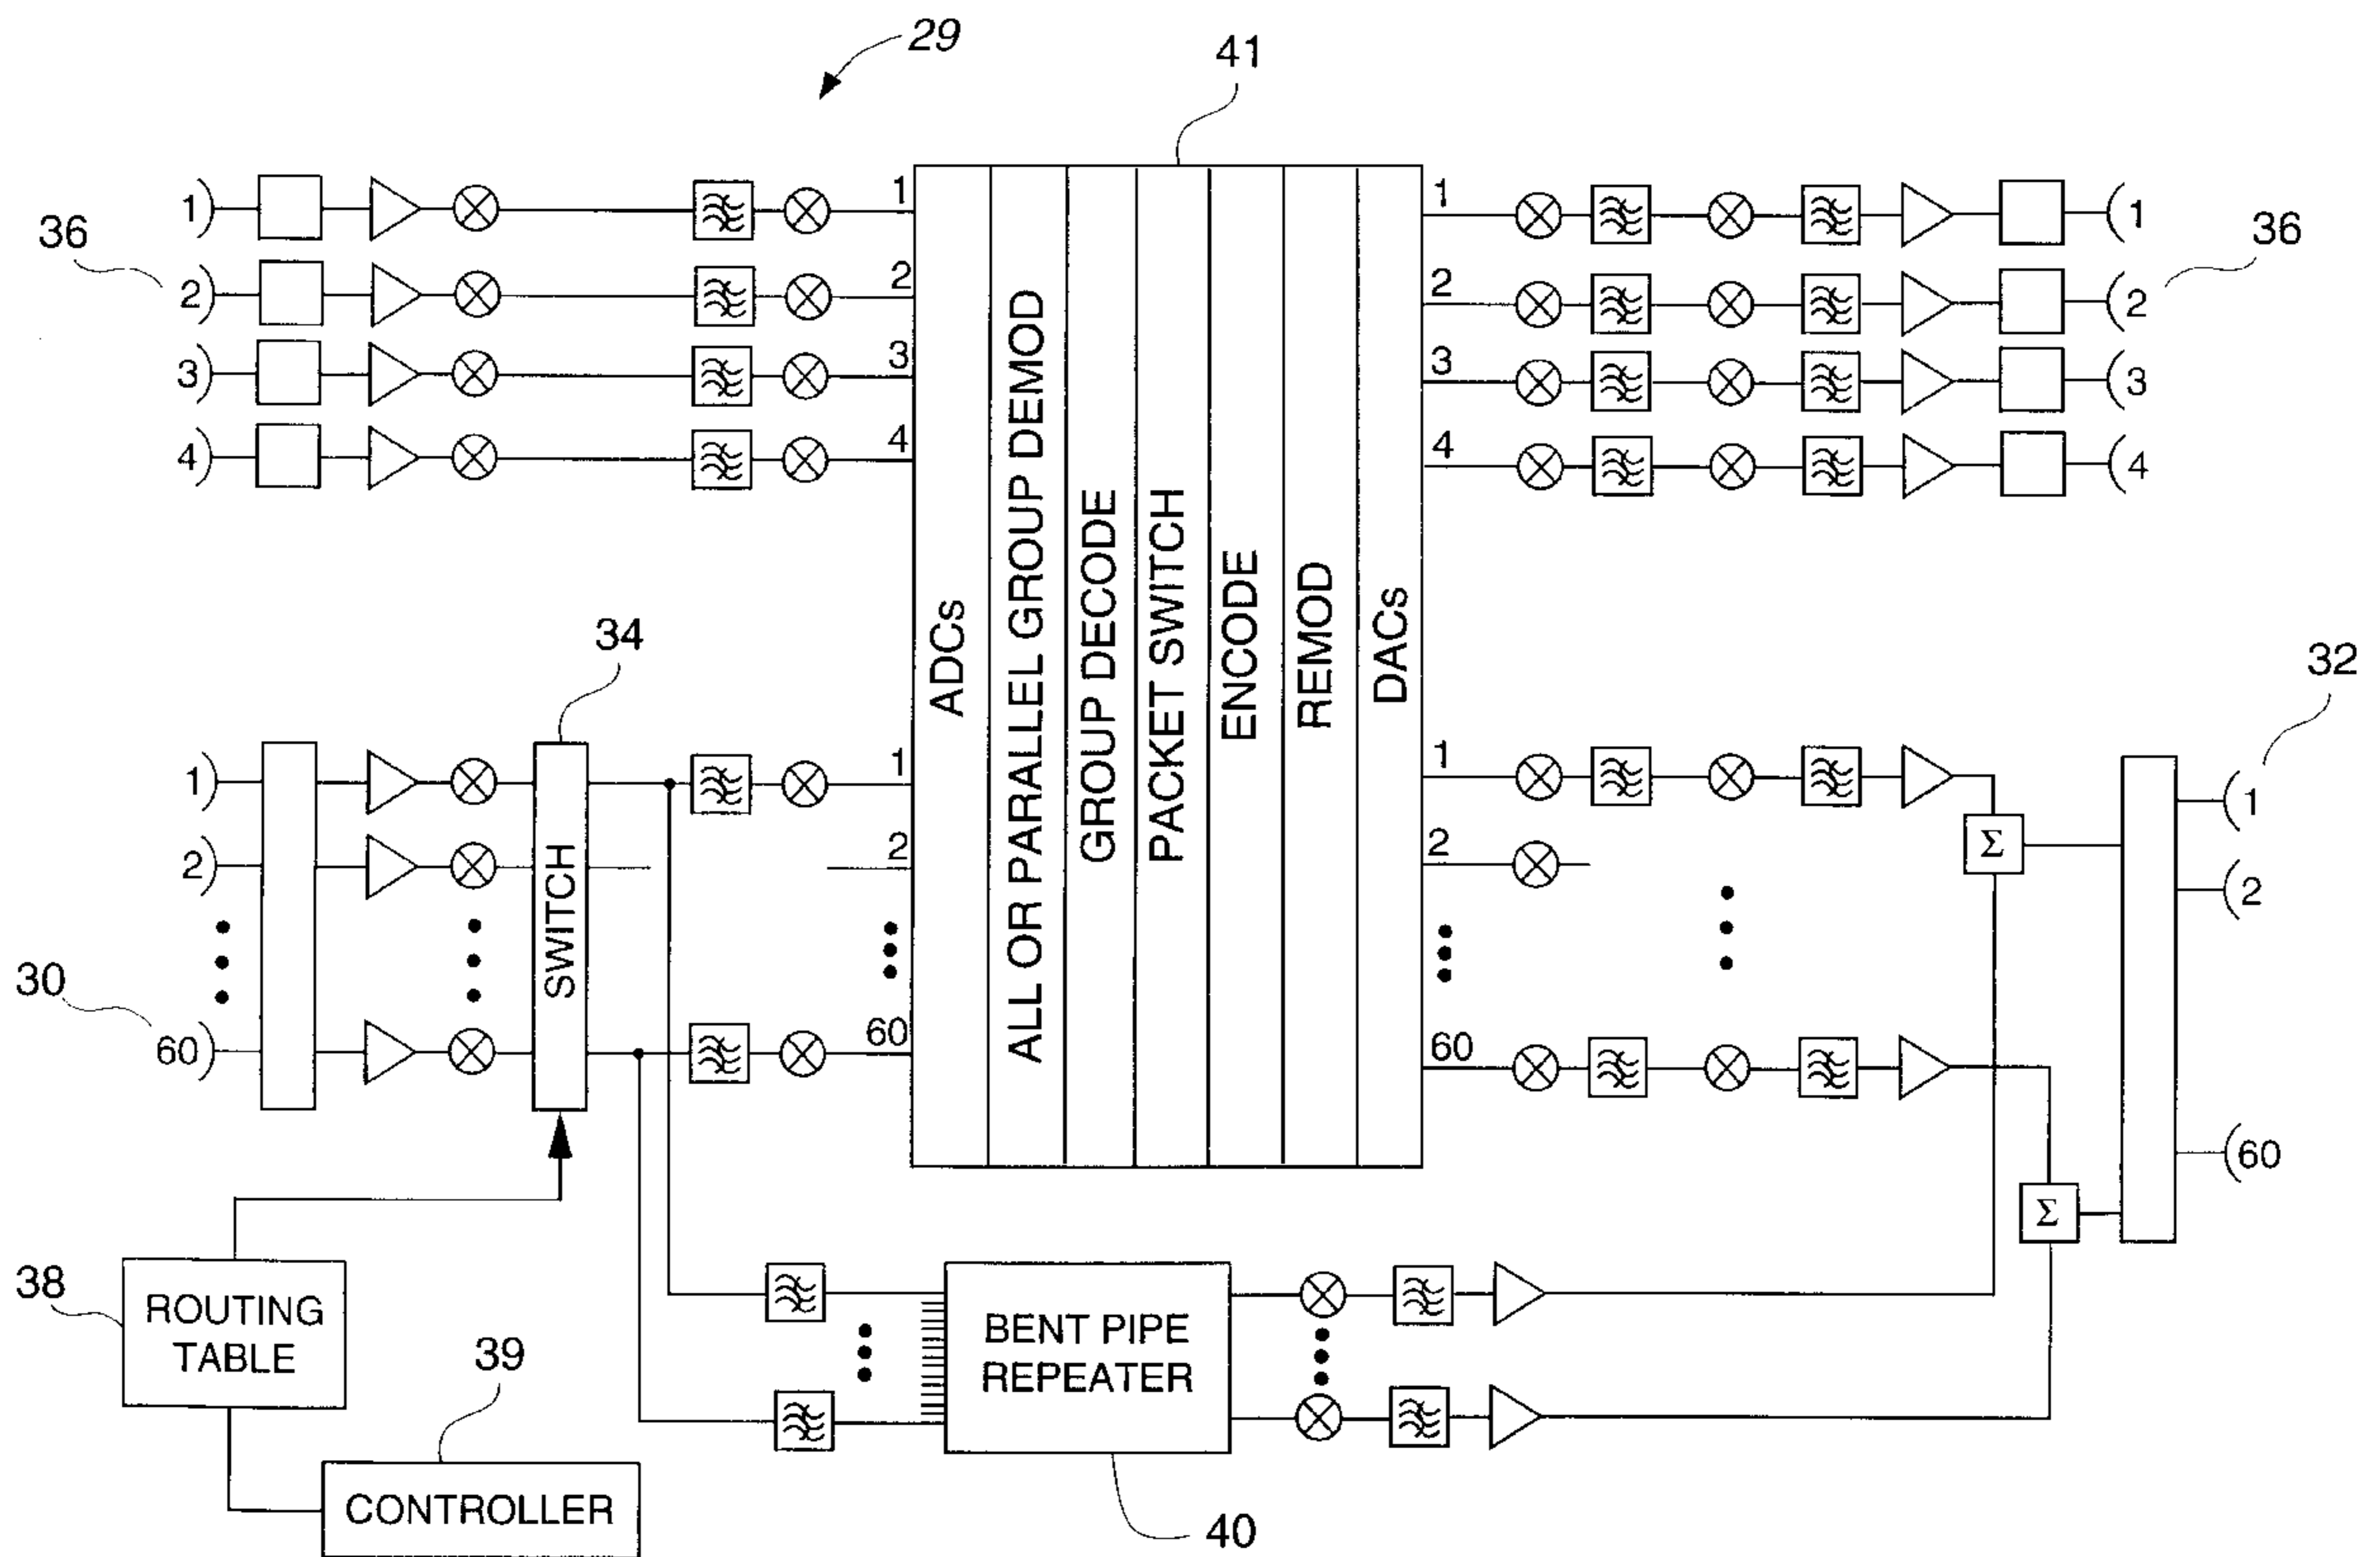 29
41
36
1
2
3
4
1
2
3
4
1
2
3
4
1
2
3
4
36
ADCs
ALL OR PARALLEL GROUP DEMOD
GROUP DECODE
PACKET SWITCH
ENCODE
REMOD
DACs
34
32
1
2
60
30
SWITCH
1
2
60
1
2
60
Σ
Σ
1
2
60
38
ROUTING
TABLE
39
CONTROLLER
BENT PIPE
REPEATER
40